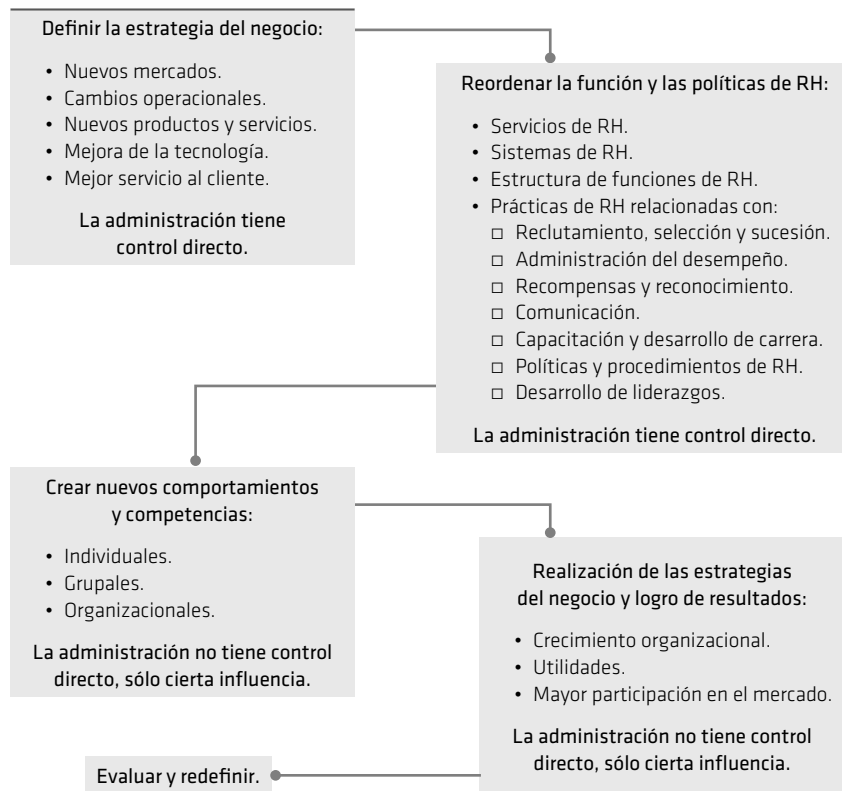 Definir la estrategia del negocio:
• Nuevos mercados.
• Cambios operacionales.
• Nuevos productos y servicios.
• Mejora de la tecnología.
• Mejor servicio al cliente.
La administración tiene
control directo.
Reordenar la función y las políticas de RH:
• Servicios de RH.
• Sistemas de RH.
• Estructura de funciones de RH.
• Prácticas de RH relacionadas con:
□ Reclutamiento, selección y sucesión.
□ Administración del desempeño.
□ Recompensas y reconocimiento.
□ Comunicación.
□ Capacitación y desarrollo de carrera.
□ Políticas y procedimientos de RH.
□ Desarrollo de liderazgos.
La administración tiene control directo.
Crear nuevos comportamientos
y competencias:
• Individuales.
• Grupales.
• Organizacionales.
La administración no tiene control
directo, sólo cierta influencia.
Realización de las estrategias
del negocio y logro de resultados:
• Crecimiento organizacional.
• Utilidades.
• Mayor participación en el mercado.
La administración no tiene control
directo, sólo cierta influencia.
Evaluar y redefinir.